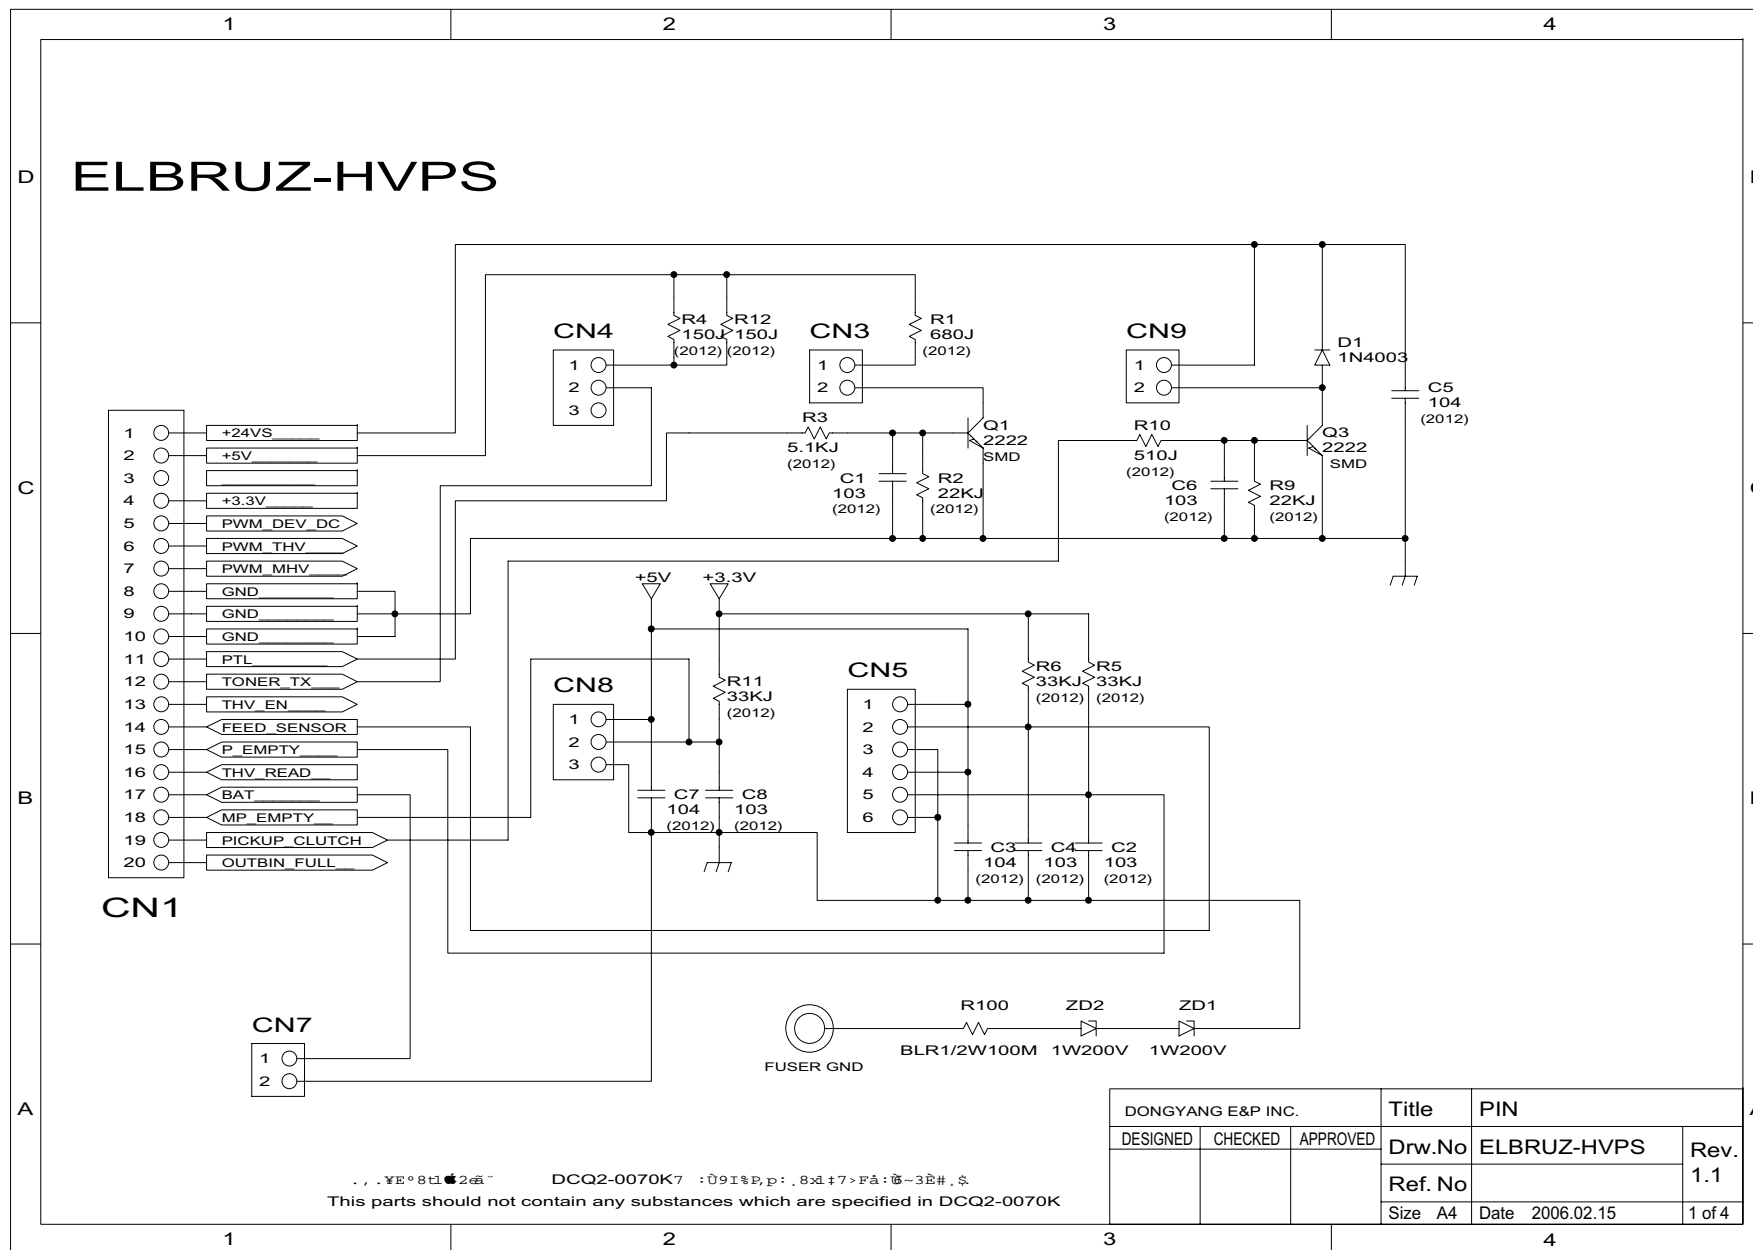 1 2 3 4
D
ELBRUZ-HVPS
C
B
A
CN4
1
2
3
R4
150J
(2012)
R12
150J
(2012)
CN3
1
2
R1
680J
(2012)
CN9
1
2
D1
1N4003
C5
104
(2012)
R3
5.1KJ
(2012)
Q1
2222
SMD
C1
103
(2012)
R2
22KJ
(2012)
R10
510J
(2012)
Q3
2222
SMD
C6
103
(2012)
R9
22KJ
(2012)
1 +24VS
2 +5V
3
4 +3.3V
5 PWM_DEV_DC
6 PWM_THV
7 PWM_MHV
8 GND
9 GND
10 GND
11 PTL
12 TONER_TX
13 THV_EN
14 FEED_SENSOR
15 P_EMPTY
16 THV_READ
17 BAT
18 MP_EMPTY
19 PICKUP_CLUTCH
20 OUTBIN_FULL
CN1
+5V +3.3V
CN8
1
2
3
R11
33KJ
(2012)
C7
104
(2012)
C8
103
(2012)
CN5
1
2
3
4
5
6
R6
33KJ
(2012)
R5
33KJ
(2012)
C3
104
(2012)
C4
103
(2012)
C2
103
(2012)
CN7
1
2
FUSER GND
R100
BLR1/2W100M
ZD2
1W200V
ZD1
1W200V
DCQ2-0070K
This parts should not contain any substances which are specified in DCQ2-0070K
DONGYANG E&P INC.
DESIGNED CHECKED APPROVED
Title PIN
Drw.No ELBRUZ-HVPS
Rev.
1.1
Ref. No
Size A4 Date 2006.02.15 1 of 4
1 2 3 4